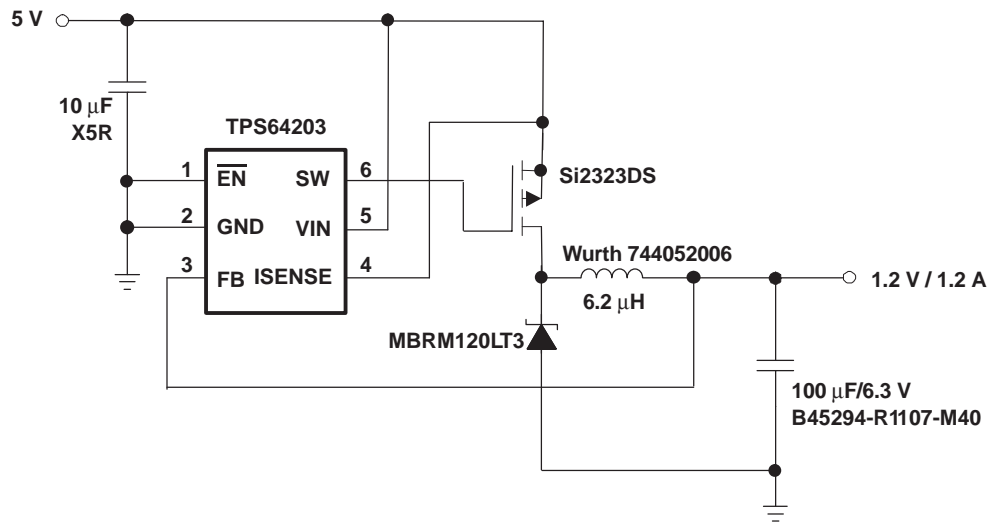 5 V
10 μF
X5R
TPS64203
1
EN
SW
6
Si2323DS
2
GND
VIN
5
3
FB
ISENSE
4
Wurth 744052006
6.2 μH
1.2 V / 1.2 A
MBRM120LT3
100 μF/6.3 V
B45294-R1107-M40